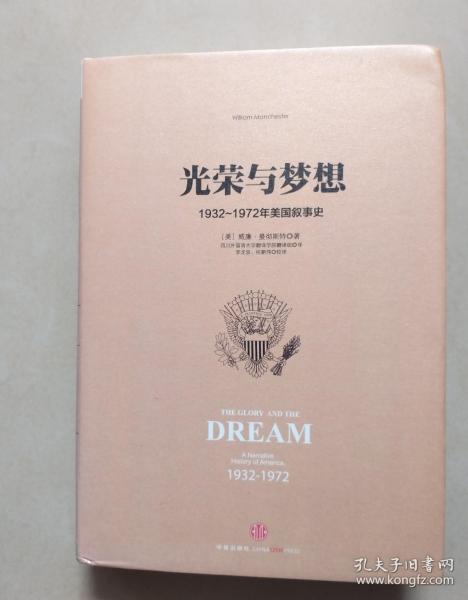 William Manchester
光荣与梦想
1932~1972年美国叙事史
［美］威廉·曼彻斯特◎著
四川外国语大学翻译学院翻译组◎译
THE GLORY AND THE
DREAM
A Narrative
History of America,
1932-1972
中信出版社 CHINA CITIC PRESS
孔夫子旧书网
www.kongfz.com